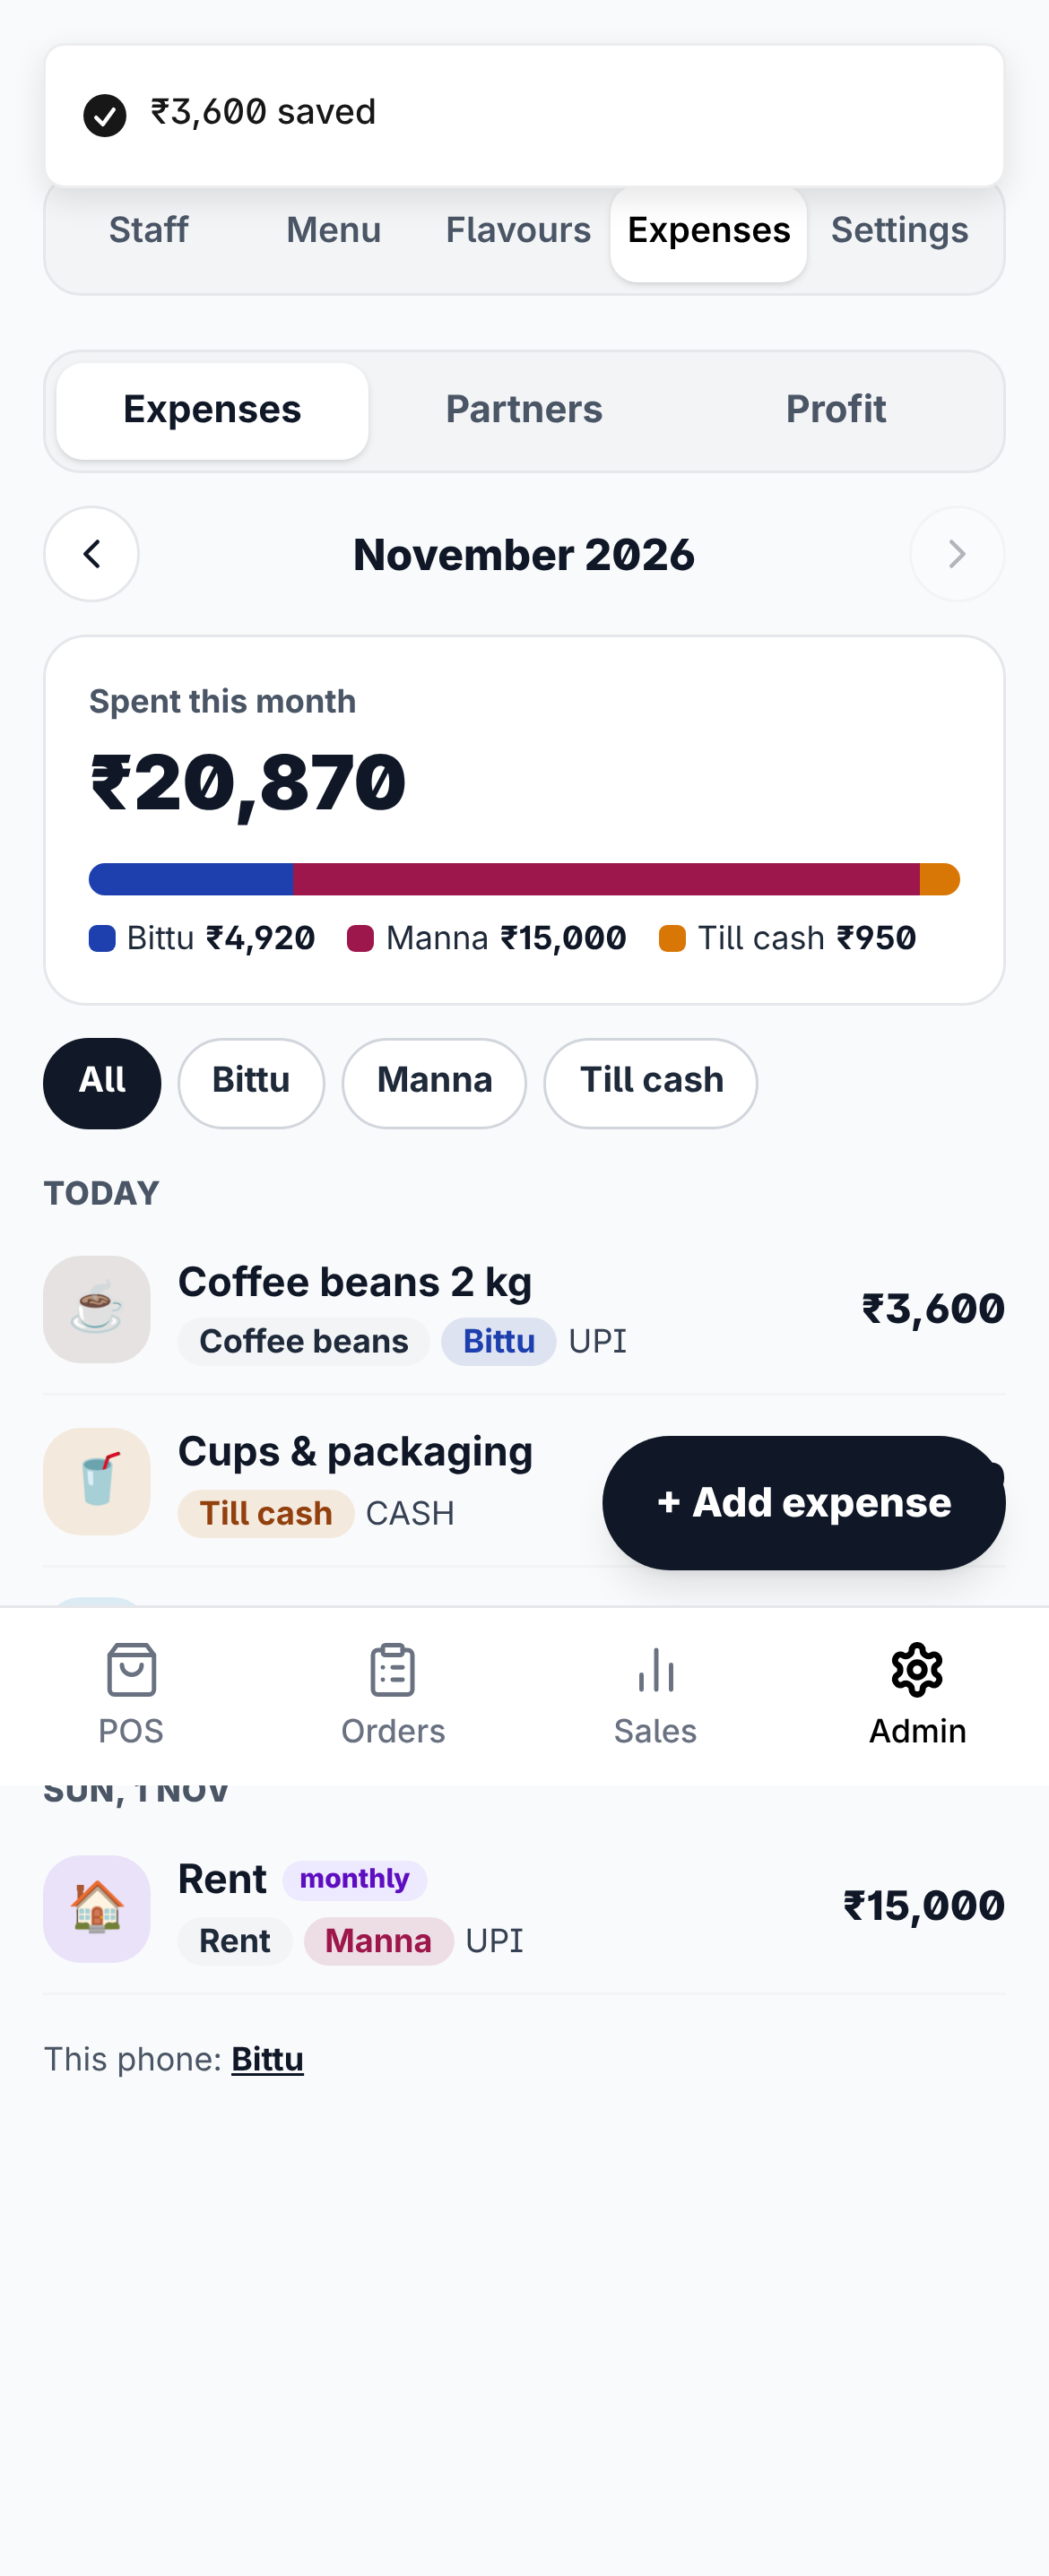 ₹3,600 saved
Staff Menu Flavours Expenses Settings
Expenses Partners Profit
November 2026
Spent this month
₹20,870
Bittu ₹4,920 Manna ₹15,000 Till cash ₹950
All Bittu Manna Till cash
TODAY
Coffee beans 2 kg
₹3,600
Coffee beans Bittu UPI
Cups & packaging
+ Add expense
Till cash CASH
POS Orders Sales Admin
SUN, 1 NOV
Rent monthly
₹15,000
Rent Manna UPI
This phone: Bittu